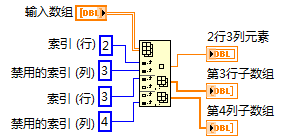 输入数组 [DBL]
2行3列元素
索引 (行) 2
DBL
禁用的索引 (列) 3
第3行子数组
索引 (行) 3
[DBL]
禁用的索引 (列) 4
第4列子数组
[DBL]